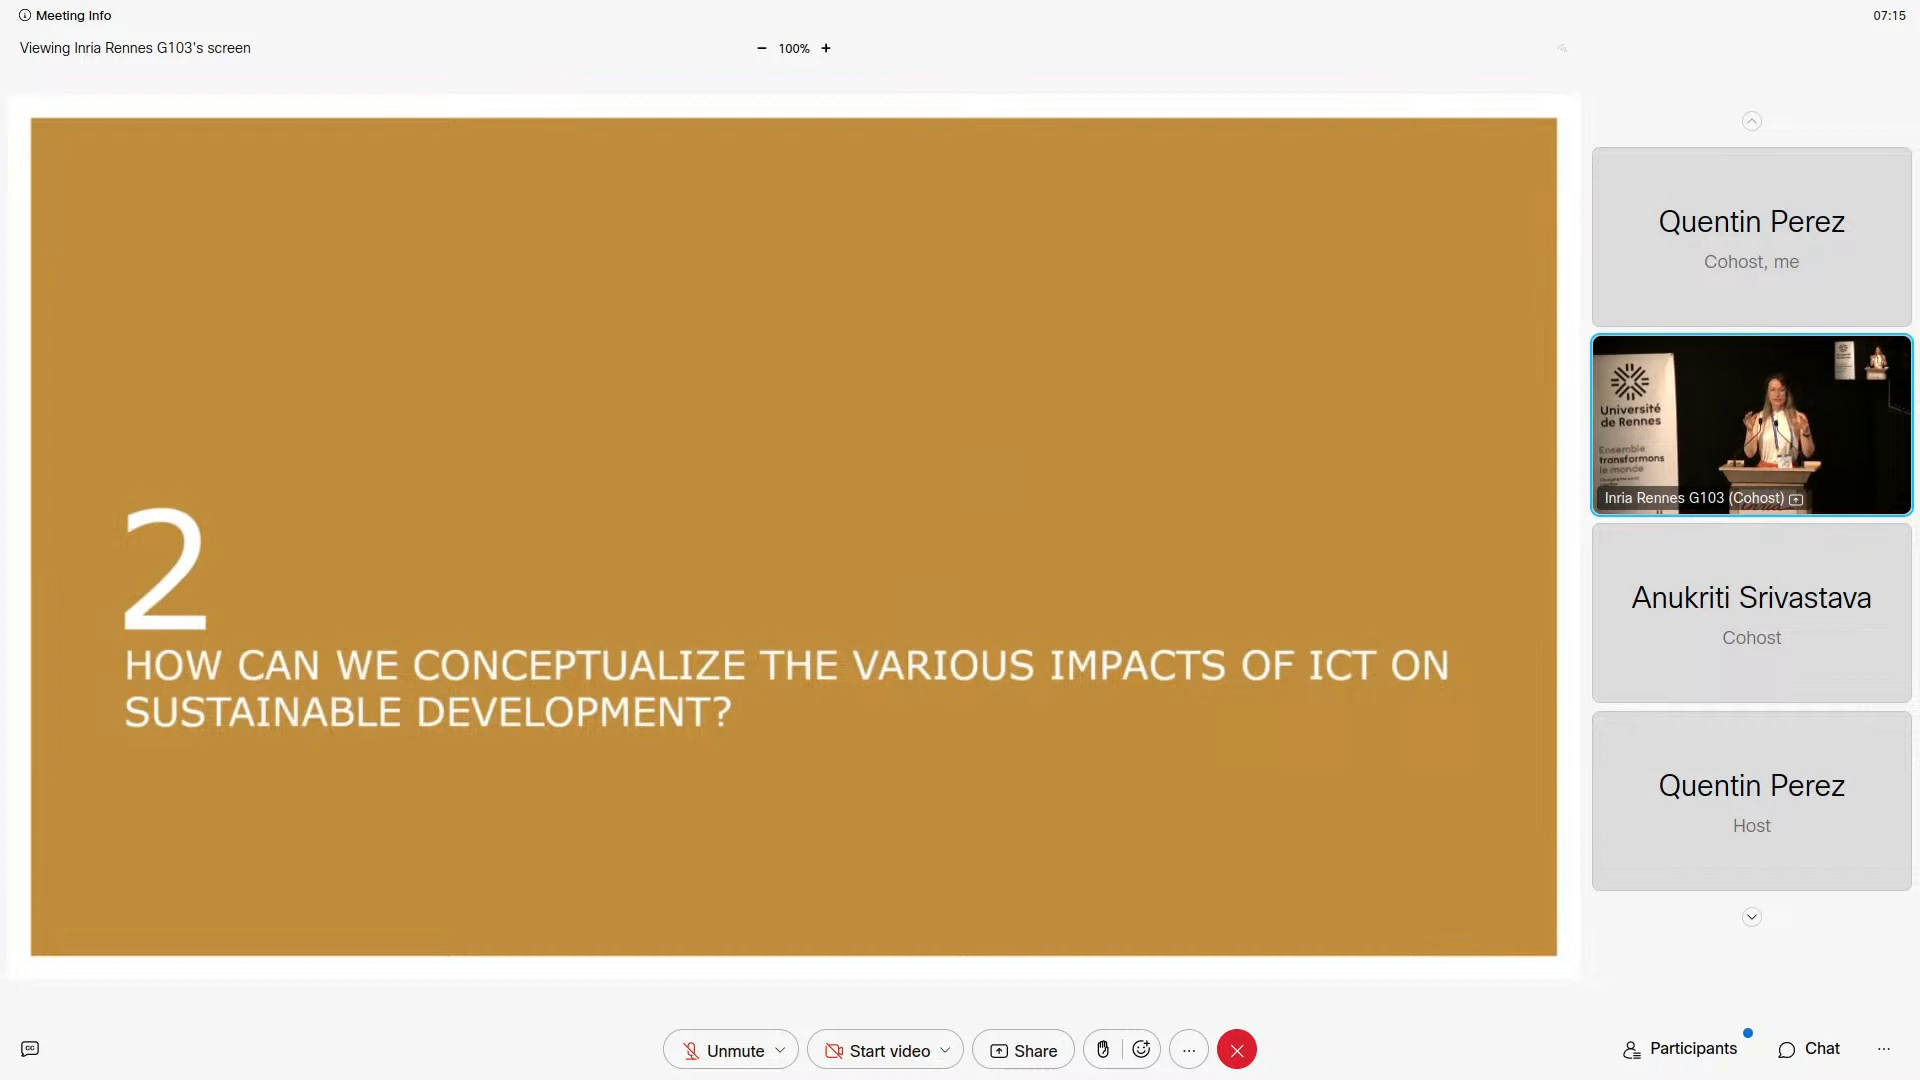 Meeting Info
07:15
Viewing Inria Rennes G103's screen
100%
2
HOW CAN WE CONCEPTUALIZE THE VARIOUS IMPACTS OF ICT ON
SUSTAINABLE DEVELOPMENT?
Quentin Perez
Cohost, me
Université
de Rennes
Ensemble,
transformons
le monde
Inria Rennes G103 (Cohost)
Anukriti Srivastava
Cohost
Quentin Perez
Host
CC
Unmute
Start video
Share
Participants
Chat